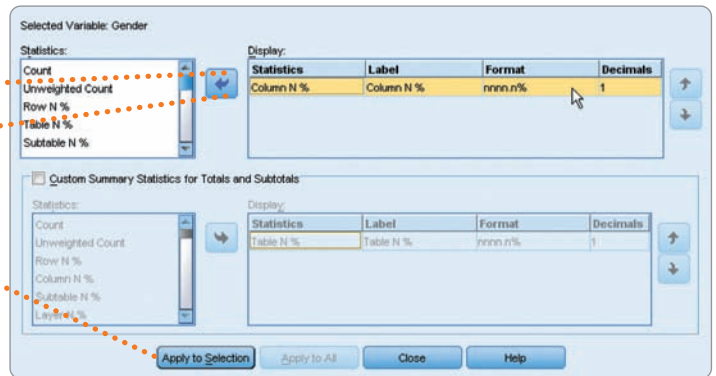 Selected Variable: Gender
Statistics:
Display:
Count
Unweighted Count
Row N %
Table N %
Subtable N %
Statistics Label Format Decimals
Column N % Column N % nnnn.n% 1
Custom Summary Statistics for Totals and Subtotals
Statistics:
Display:
Count
Unweighted Count
Row N %
Column N %
Subtable N %
Layer N %
Statistics Label Format Decimals
Table N % Table N % nnnn.n% 1
Apply to Selection Apply to All Close Help